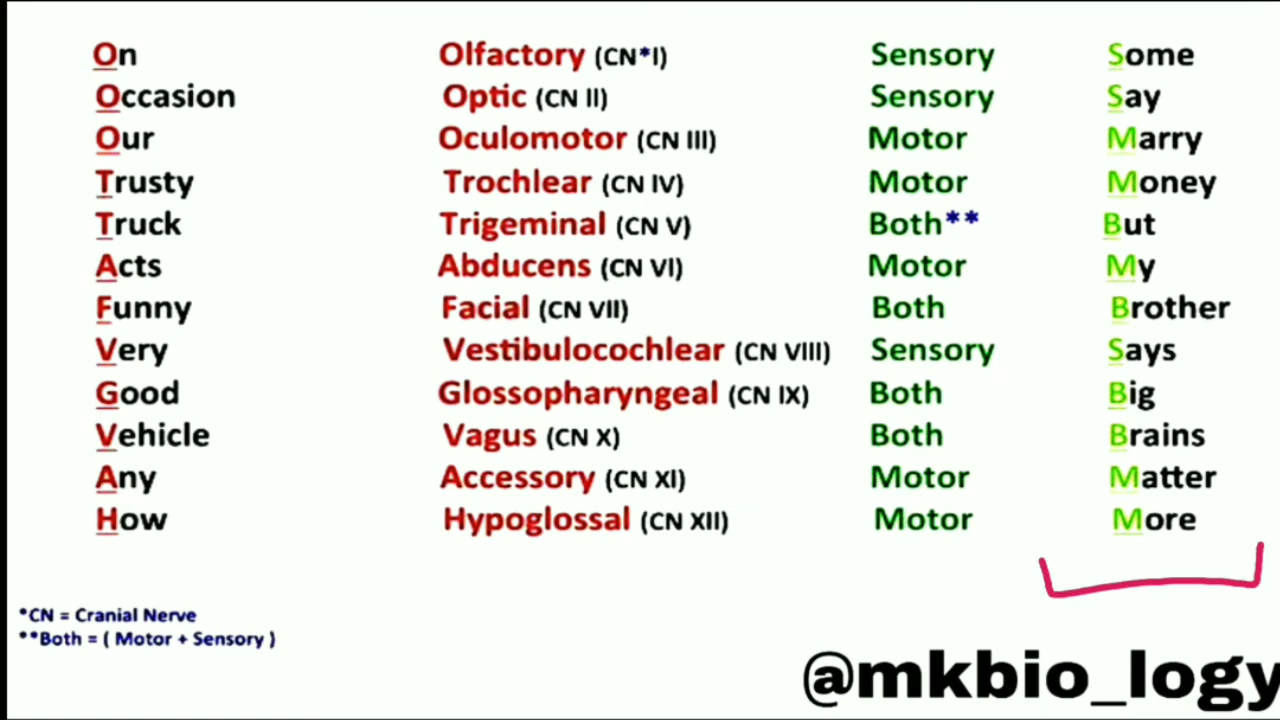 On Olfactory (CN*I) Sensory Some
Occasion Optic (CN II) Sensory Say
Our Oculomotor (CN III) Motor Marry
Trusty Trochlear (CN IV) Motor Money
Truck Trigeminal (CN V) Both** But
Acts Abducens (CN VI) Motor My
Funny Facial (CN VII) Both Brother
Very Vestibulocochlear (CN VIII) Sensory Says
Good Glossopharyngeal (CN IX) Both Big
Vehicle Vagus (CN X) Both Brains
Any Accessory (CN XI) Motor Matter
How Hypoglossal (CN XII) Motor More
*CN = Cranial Nerve
**Both = ( Motor + Sensory )
@mkbio_logy